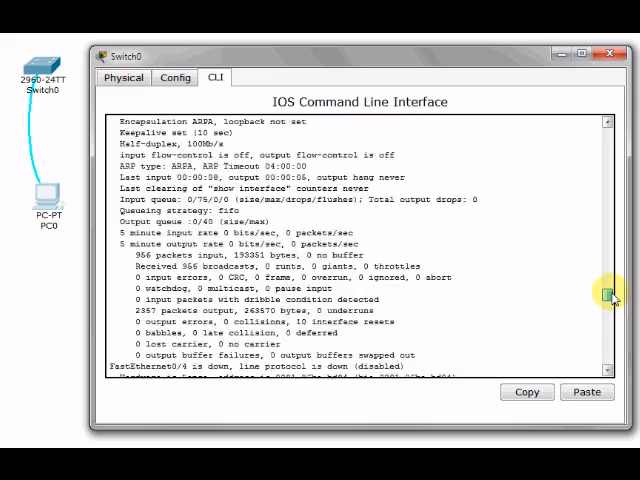 Switch0
Physical
Config
CLI
2960-24TT
Switch0
PC-PT
PC0
IOS Command Line Interface
Encapsulation ARPA, loopback not set
Keepalive set (10 sec)
Half-duplex, 100Mb/s
input flow-control is off, output flow-control is off
ARP type: ARPA, ARP Timeout 04:00:00
Last input 00:00:08, output 00:00:05, output hang never
Last clearing of "show interface" counters never
Input queue: 0/75/0/0 (size/max/drops/flushes); Total output drops: 0
Queueing strategy: fifo
Output queue :0/40 (size/max)
5 minute input rate 0 bits/sec, 0 packets/sec
5 minute output rate 0 bits/sec, 0 packets/sec
956 packets input, 193351 bytes, 0 no buffer
Received 956 broadcasts, 0 runts, 0 giants, 0 throttles
0 input errors, 0 CRC, 0 frame, 0 overrun, 0 ignored, 0 abort
0 watchdog, 0 multicast, 0 pause input
0 input packets with dribble condition detected
2357 packets output, 263570 bytes, 0 underruns
0 output errors, 0 collisions, 10 interface resets
0 babbles, 0 late collision, 0 deferred
0 lost carrier, 0 no carrier
0 output buffer failures, 0 output buffers swapped out
FastEthernet0/4 is down, line protocol is down (disabled)
Copy
Paste